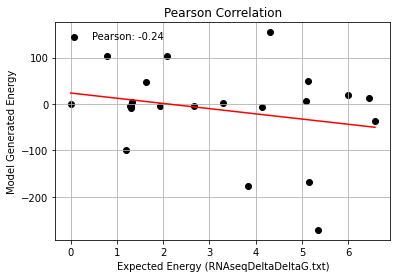 Pearson Correlation
Pearson: -0.24
Model Generated Energy
100
0
−100
−200
0 1 2 3 4 5 6
Expected Energy (RNAseqDeltaDeltaG.txt)